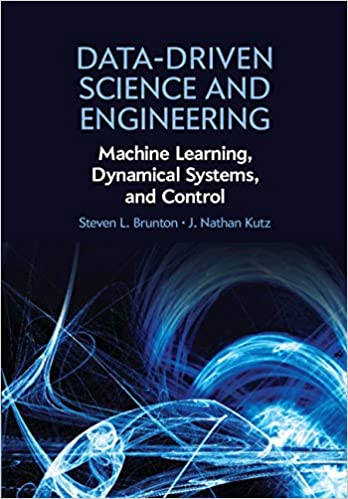 DATA-DRIVEN
SCIENCE AND
ENGINEERING
Machine Learning,
Dynamical Systems,
and Control
Steven L. Brunton • J. Nathan Kutz